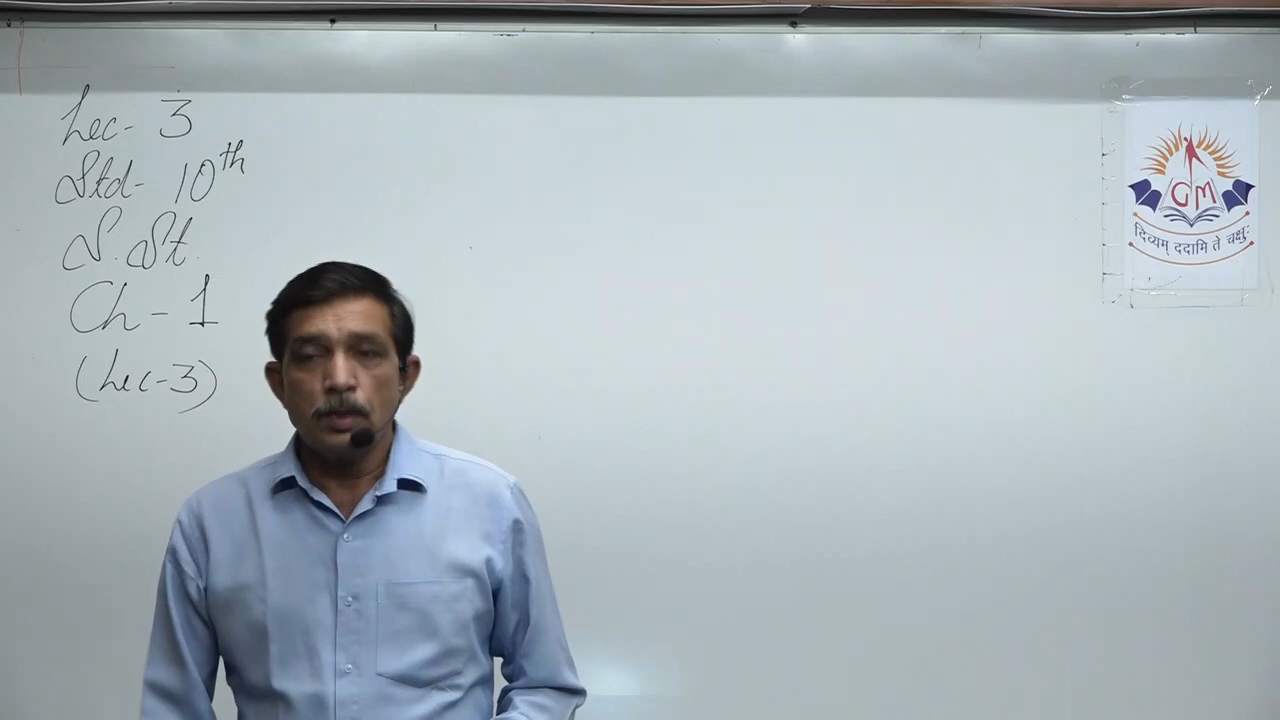 Lec- 3
Std- 10th
S.St.
Ch - 1
(Lec-3)
GM
दिव्यम् ददामि ते चक्षुः